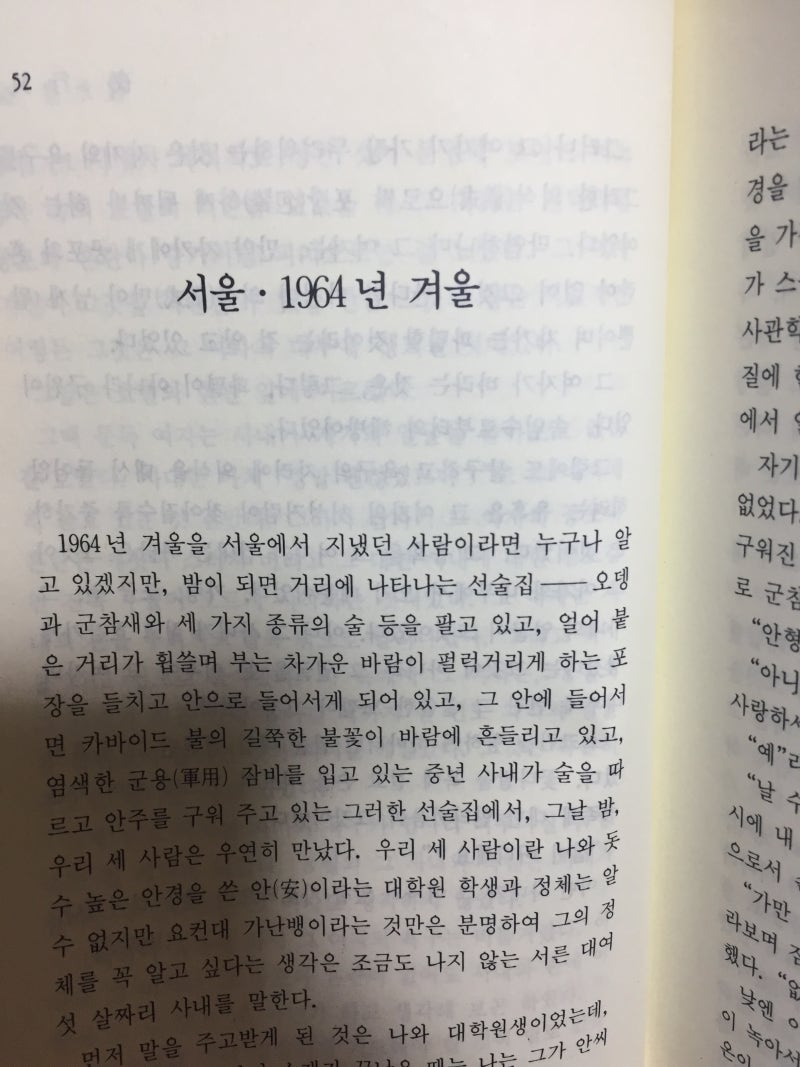 52
서울·1964년 겨울
1964년 겨울을 서울에서 지냈던 사람이라면 누구나 알
고 있겠지만, 밤이 되면 거리에 나타나는 선술집——오뎅
과 군참새와 세 가지 종류의 술 등을 팔고 있고, 얼어 붙
은 거리가 휩쓸며 부는 차가운 바람이 펄럭거리게 하는 포
장을 들치고 안으로 들어서게 되어 있고, 그 안에 들어서
면 카바이드 불의 길쭉한 불꽃이 바람에 흔들리고 있고,
염색한 군용(軍用) 잠바를 입고 있는 중년 사내가 술을 따
르고 안주를 구워 주고 있는 그러한 선술집에서, 그날 밤,
우리 세 사람은 우연히 만났다. 우리 세 사람이란 나와 돗
수 높은 안경을 쓴 안(安)이라는 대학원 학생과 정체는 알
수 없지만 요컨대 가난뱅이라는 것만은 분명하여 그의 정
체를 꼭 알고 싶다는 생각은 조금도 나지 않는 서른 대여
섯 살짜리 사내를 말한다.
먼저 말을 주고받게 된 것은 나와 대학원생이었는데,
때는 나는 그가 안씨
라는
경을
을 가
가 스
사관학
질에
에서
자기
없었다
구워진
로 군참
“안형
“아니
사랑하
“예”
“날 수
시에 내
으로서
“가만
라보며
했다. “없
낮엔 이
이 녹아서
온이